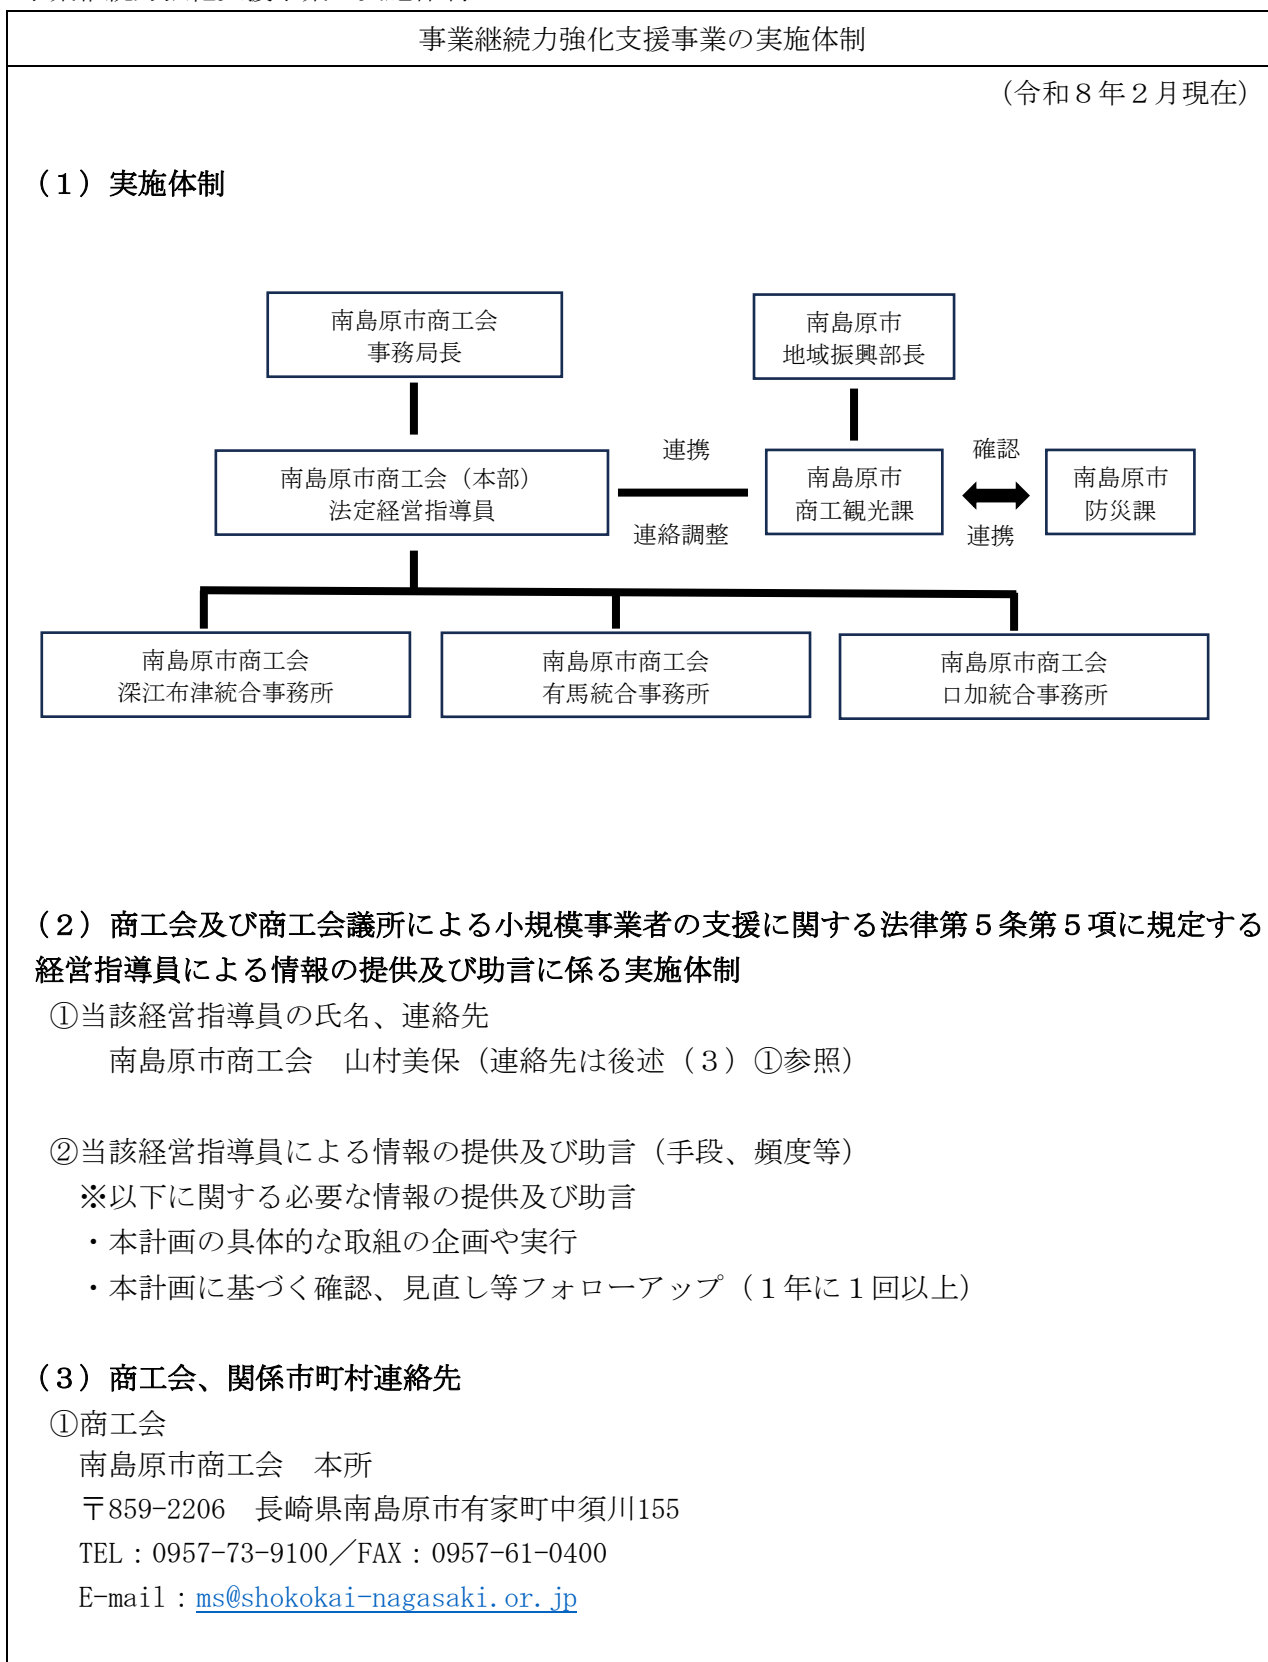 事業継続力強化支援事業の実施体制
（令和８年２月現在）
（１）実施体制
南島原市商工会
事務局長
南島原市
地域振興部長
南島原市商工会（本部）
法定経営指導員
連携
連絡調整
南島原市
商工観光課
確認
連携
南島原市
防災課
南島原市商工会
深江布津統合事務所
南島原市商工会
有馬統合事務所
南島原市商工会
口加統合事務所
（２）商工会及び商工会議所による小規模事業者の支援に関する法律第５条第５項に規定する
経営指導員による情報の提供及び助言に係る実施体制
①当該経営指導員の氏名、連絡先
南島原市商工会　山村美保（連絡先は後述（３）①参照）
②当該経営指導員による情報の提供及び助言（手段、頻度等）
※以下に関する必要な情報の提供及び助言
・本計画の具体的な取組の企画や実行
・本計画に基づく確認、見直し等フォローアップ（１年に１回以上）
（３）商工会、関係市町村連絡先
①商工会
南島原市商工会　本所
〒859-2206　長崎県南島原市有家町中須川155
TEL：0957-73-9100／FAX：0957-61-0400
E-mail：ms@shokokai-nagasaki.or.jp